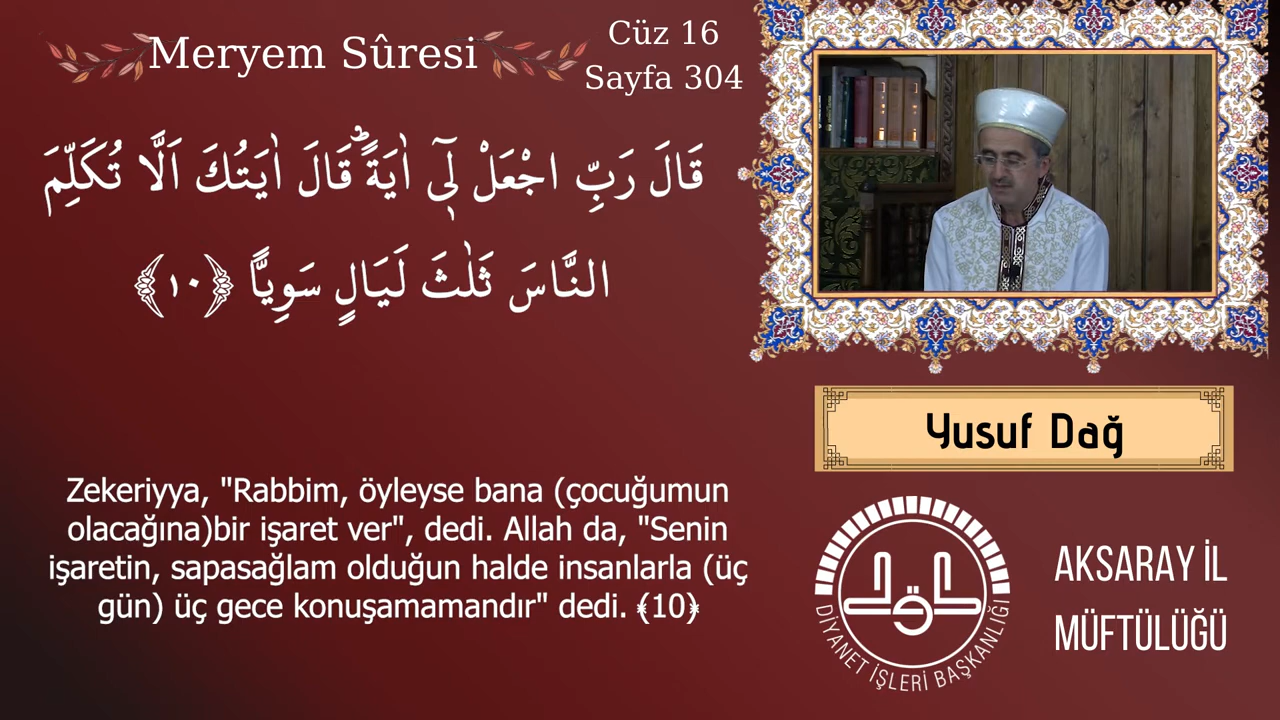 Meryem Sûresi
Cüz 16
Sayfa 304
قَالَ رَبِّ اجْعَلْ ل۪ٓي اٰيَةًۜ قَالَ اٰيَتُكَ اَلَّا تُكَلِّمَ
النَّاسَ ثَلٰثَ لَيَالٍ سَوِياًّ ﴿١٠﴾
Zekeriyya, "Rabbim, öyleyse bana (çocuğumun
olacağına)bir işaret ver", dedi. Allah da, "Senin
işaretin, sapasağlam olduğun halde insanlarla (üç
gün) üç gece konuşamamandır" dedi. ﴾10﴿
Yusuf Dağ
DİYANET İŞLERİ BAŞKANLIĞI
AKSARAY İL
MÜFTÜLÜĞÜ